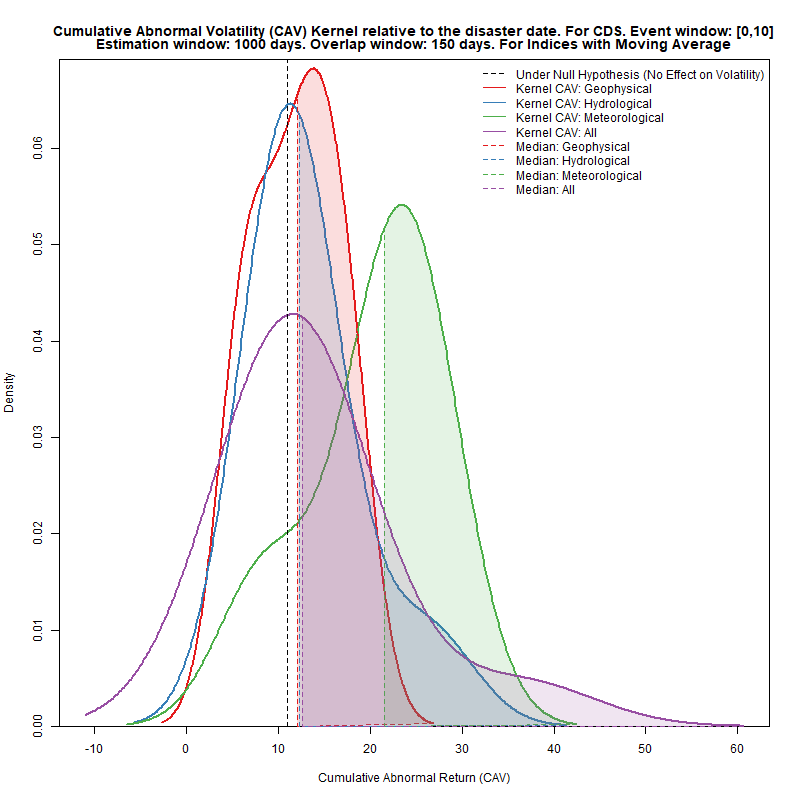 Cumulative Abnormal Volatility (CAV) Kernel relative to the disaster date. For CDS. Event window: [0,10]
Estimation window: 1000 days. Overlap window: 150 days. For Indices with Moving Average
Under Null Hypothesis (No Effect on Volatility)
Kernel CAV: Geophysical
Kernel CAV: Hydrological
Kernel CAV: Meteorological
Kernel CAV: All
Median: Geophysical
Median: Hydrological
Median: Meteorological
Median: All
Density
0.06
0.05
0.04
0.03
0.02
0.01
0.00
-10 0 10 20 30 40 50 60
Cumulative Abnormal Return (CAV)